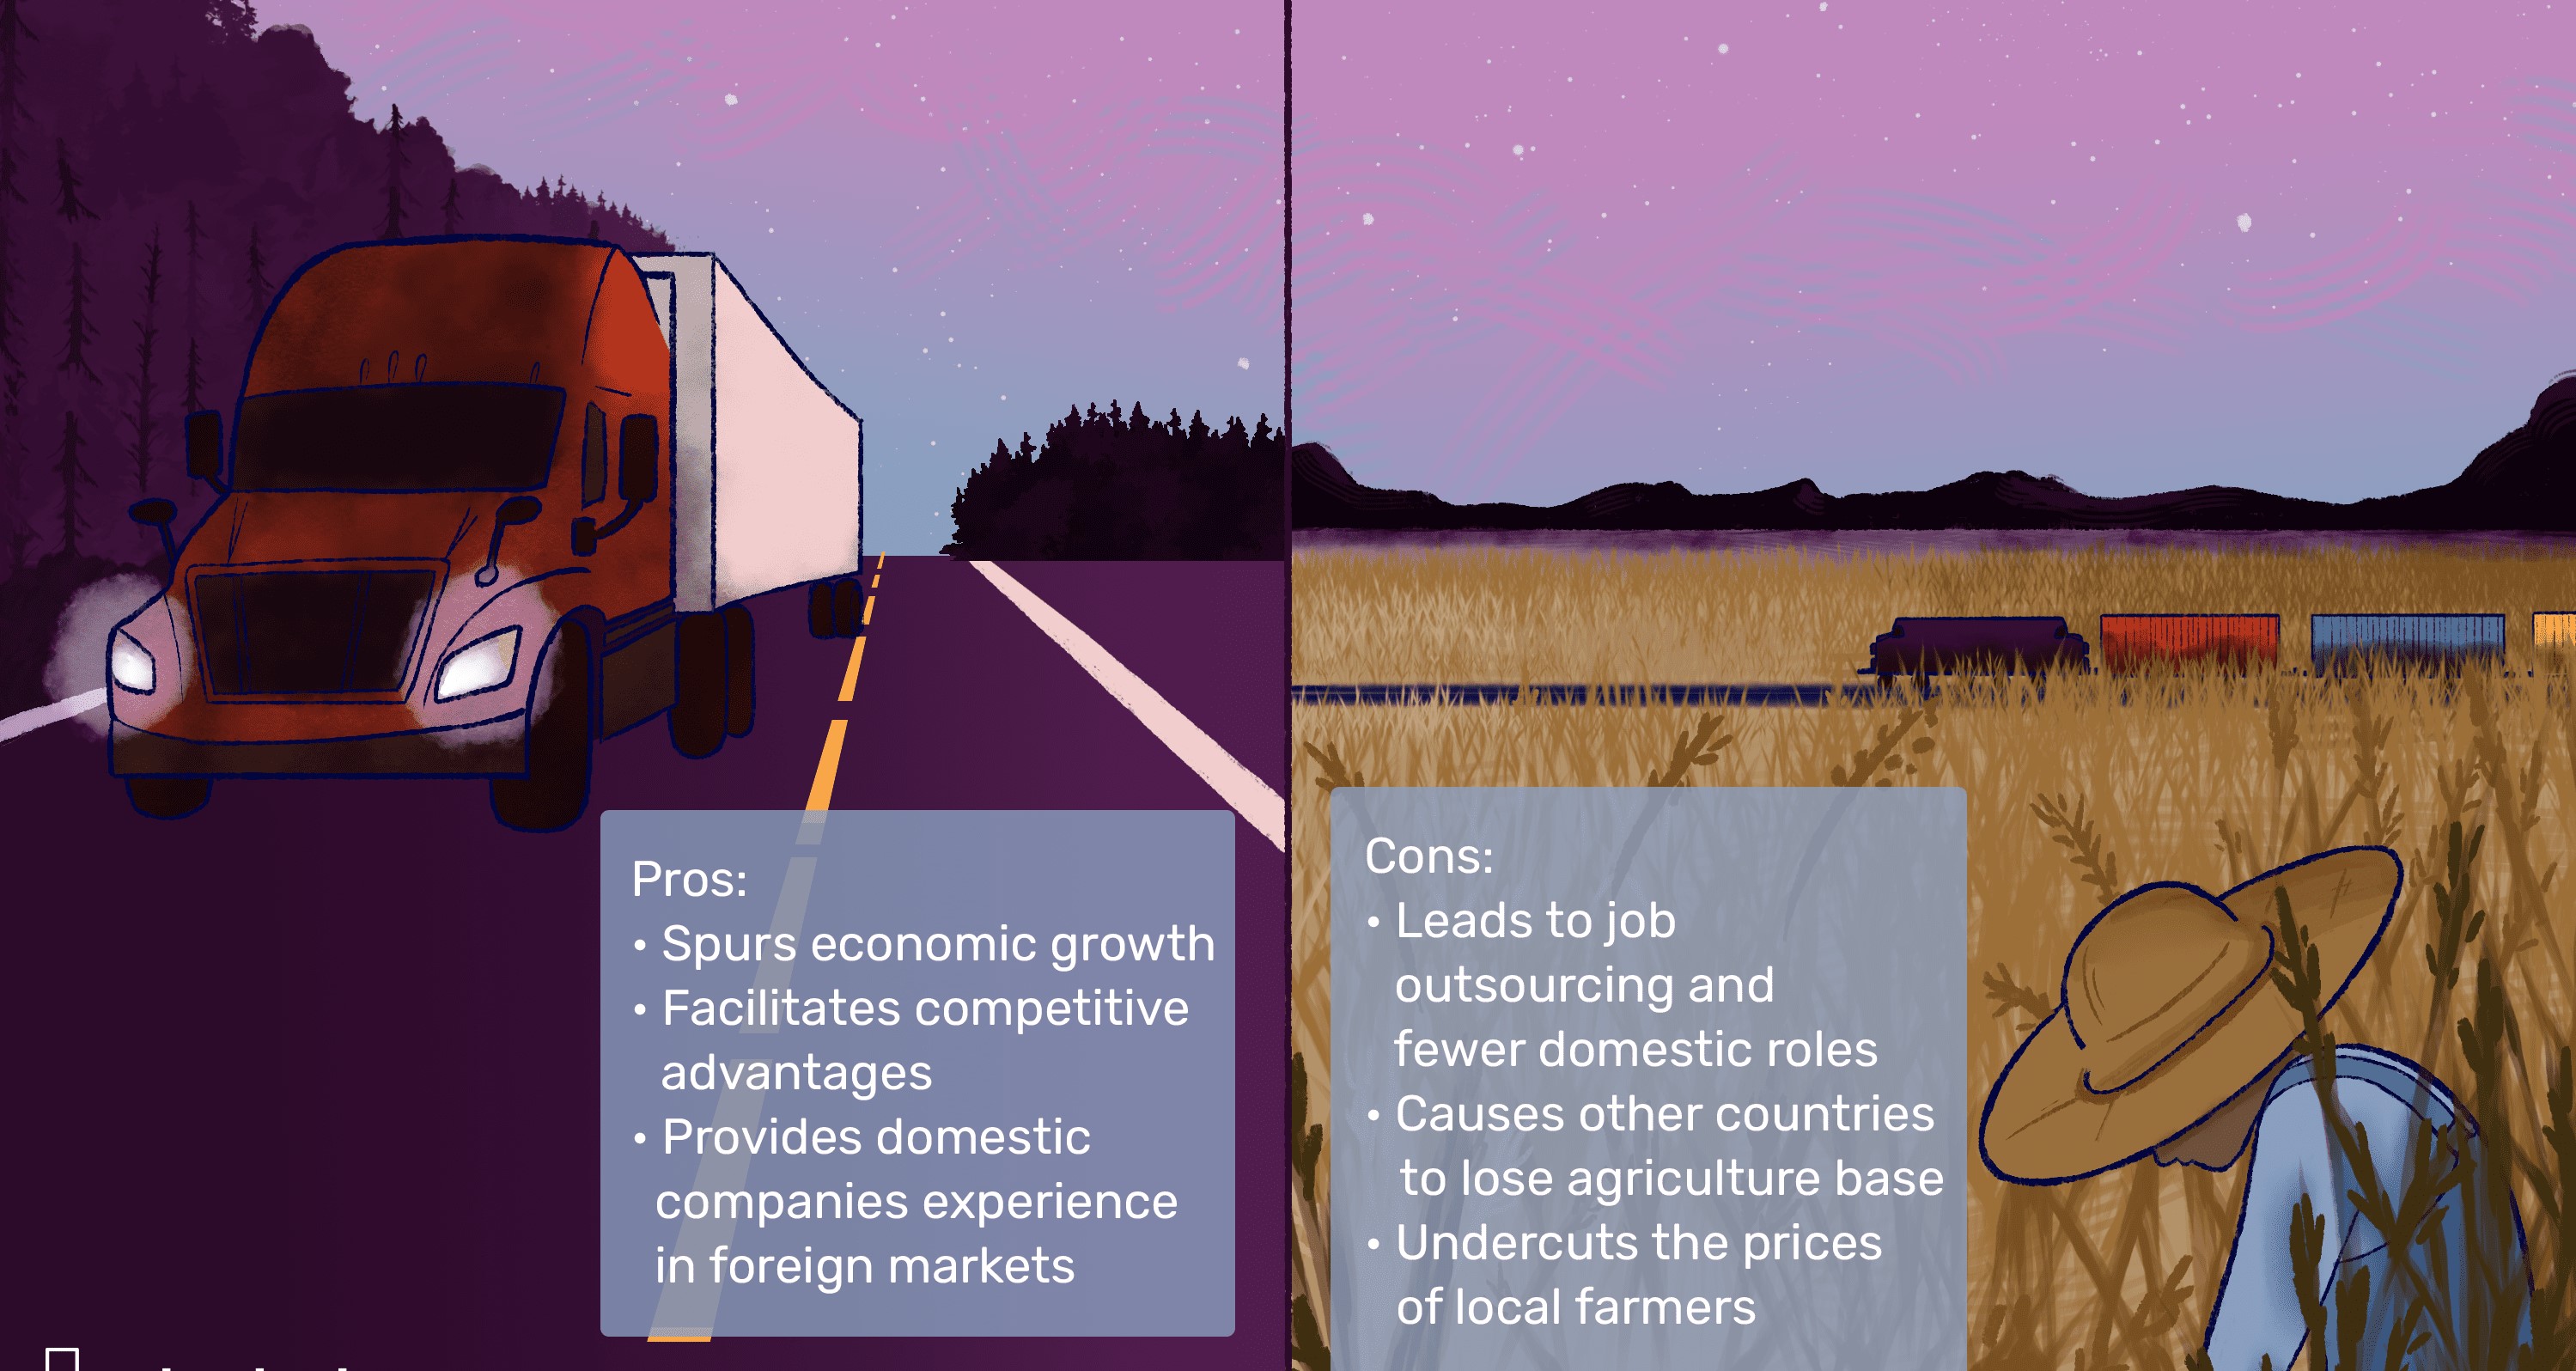 Pros:
• Spurs economic growth
• Facilitates competitive
advantages
• Provides domestic
companies experience
in foreign markets
Cons:
• Leads to job
outsourcing and
fewer domestic roles
• Causes other countries
to lose agriculture base
• Undercuts the prices
of local farmers